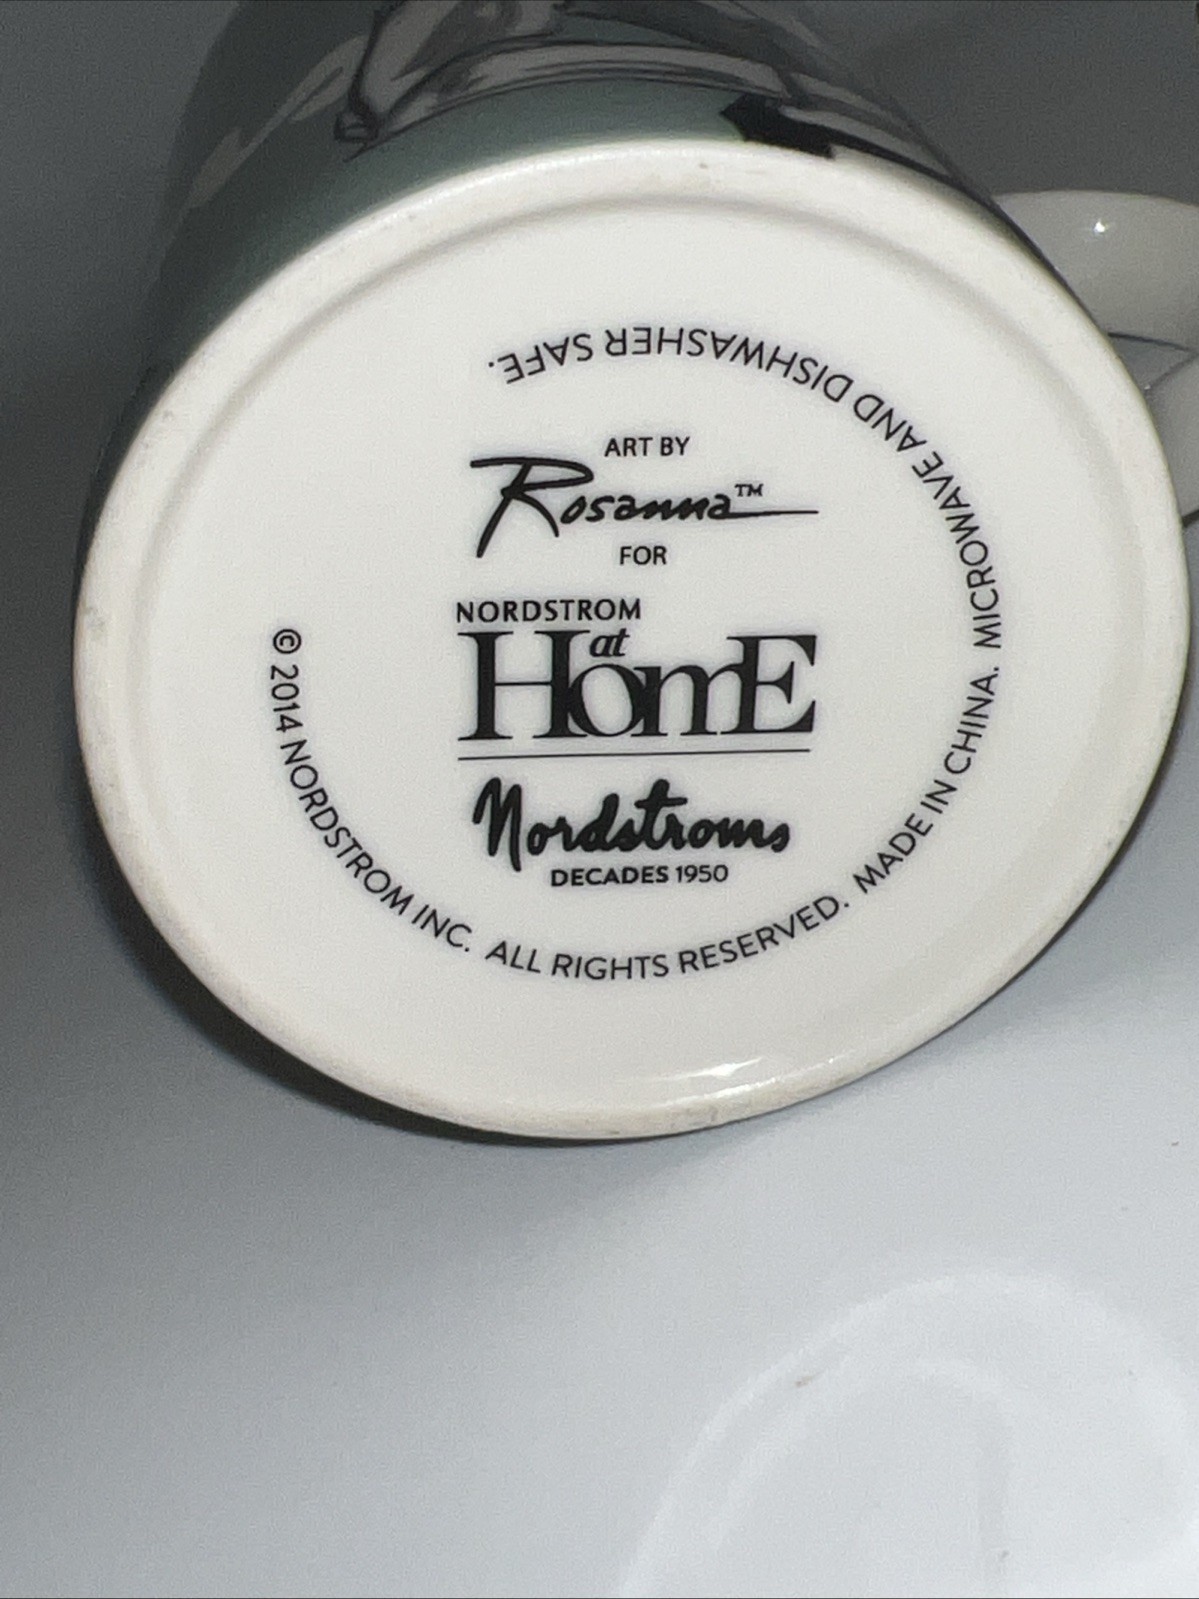 ART BY
Rosanna™
FOR
NORDSTROM
at
HomE
Nordstroms
DECADES 1950
© 2014 NORDSTROM INC. ALL RIGHTS RESERVED. MADE IN CHINA. MICROWAVE AND DISHWASHER SAFE.